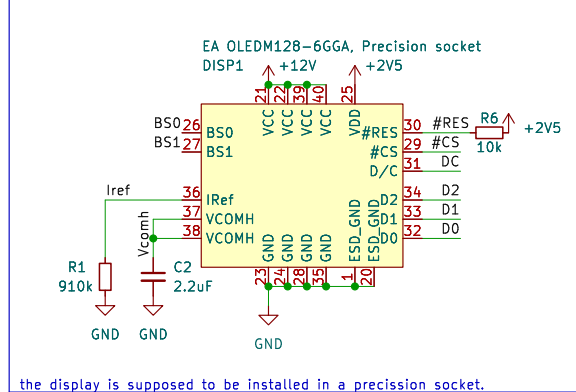 EA OLEDM128-6GGA, Precision socket
DISP1 +12V +2V5
21 22 39 40 25
VCC VCC VCC VCC VDD
BS0 26 BS0 #RES 30 #RES R6 +2V5
BS1 27 BS1 #CS 29 #CS 10k
D/C 31 DC
Iref 36 IRef D2 34 D2
37 VCOMH D1 33 D1
Vcomh 38 VCOMH D0 32 D0
GND GND GND GND ESD_GND ESD_GND
23 24 28 35 1 20
R1 C2
910k 2.2uF
GND GND GND
the display is supposed to be installed in a precission socket.